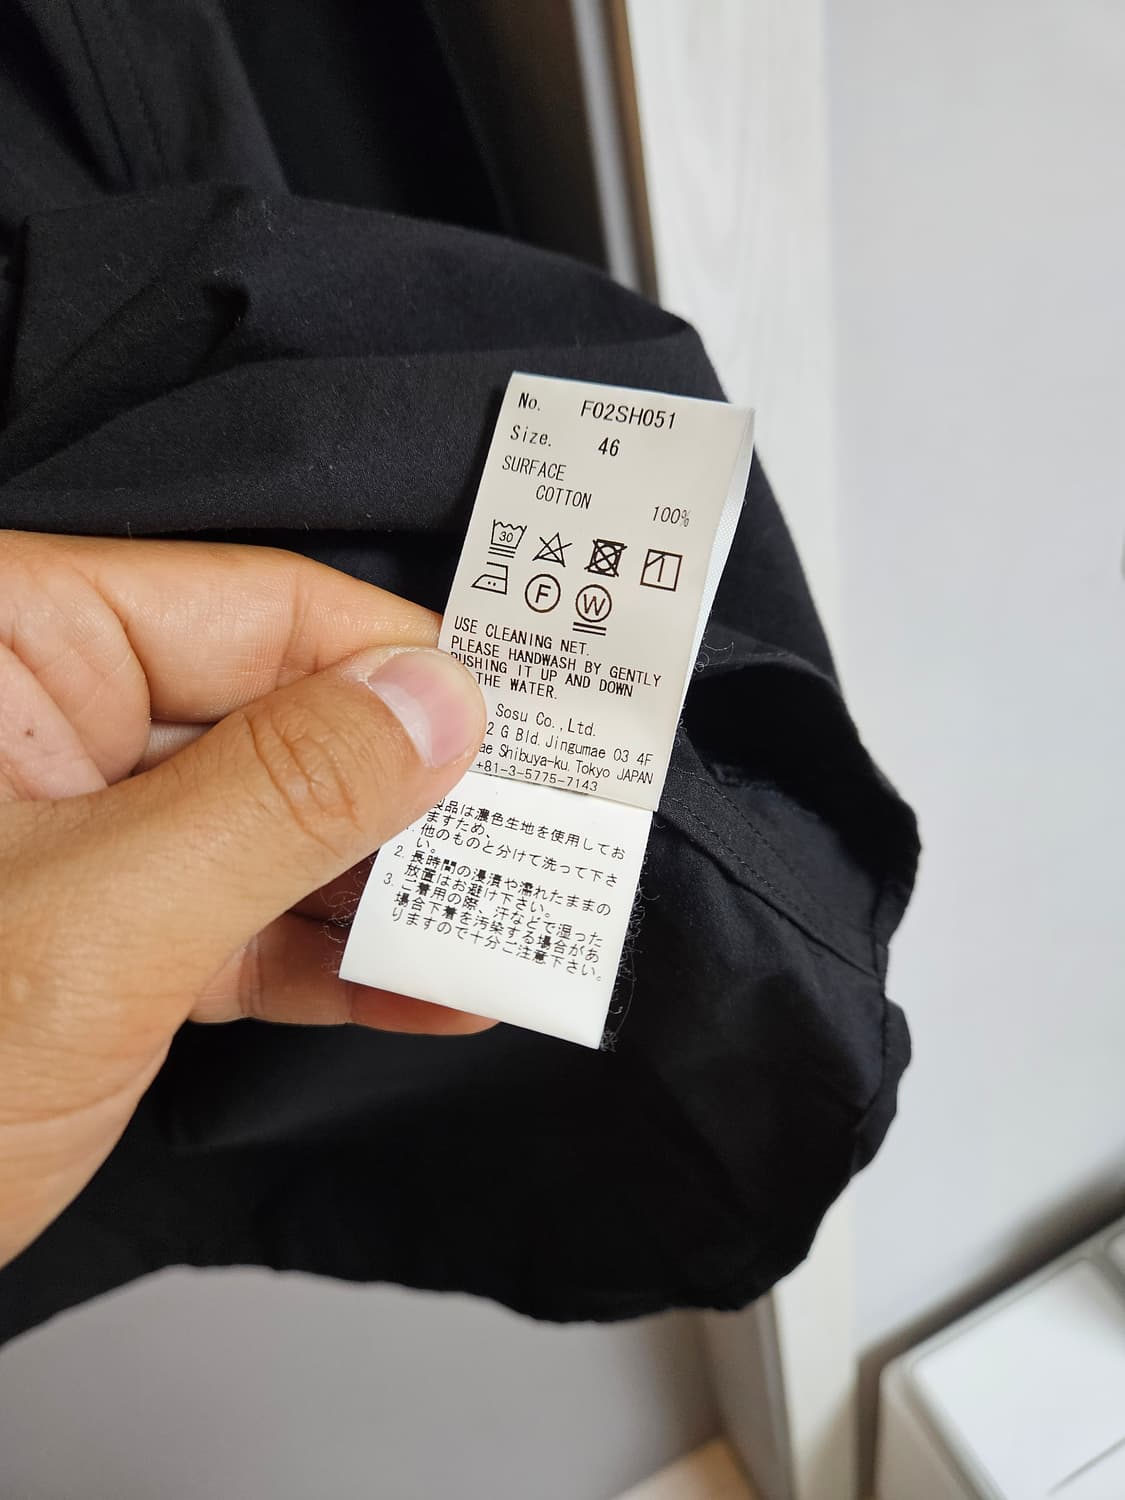 No. F02SH051
Size. 46
SURFACE
COTTON 100%
30
F W
USE CLEANING NET.
PLEASE HANDWASH BY GENTLY
PUSHING IT UP AND DOWN
THE WATER.
Sosu Co.,Ltd.
2 G Bld. Jingumae 03 4F
ae Shibuya-ku, Tokyo JAPAN
+81-3-5775-7143
製品は濃色生地を使用してお
ますため、
1. 他のものと分けて洗って下さ
い。
2. 長時間の浸漬や濡れたままの
放置はお避け下さい。
3. ご着用の際、汗などで湿った
場合下着を汚染する場合があ
りますので十分ご注意下さい。